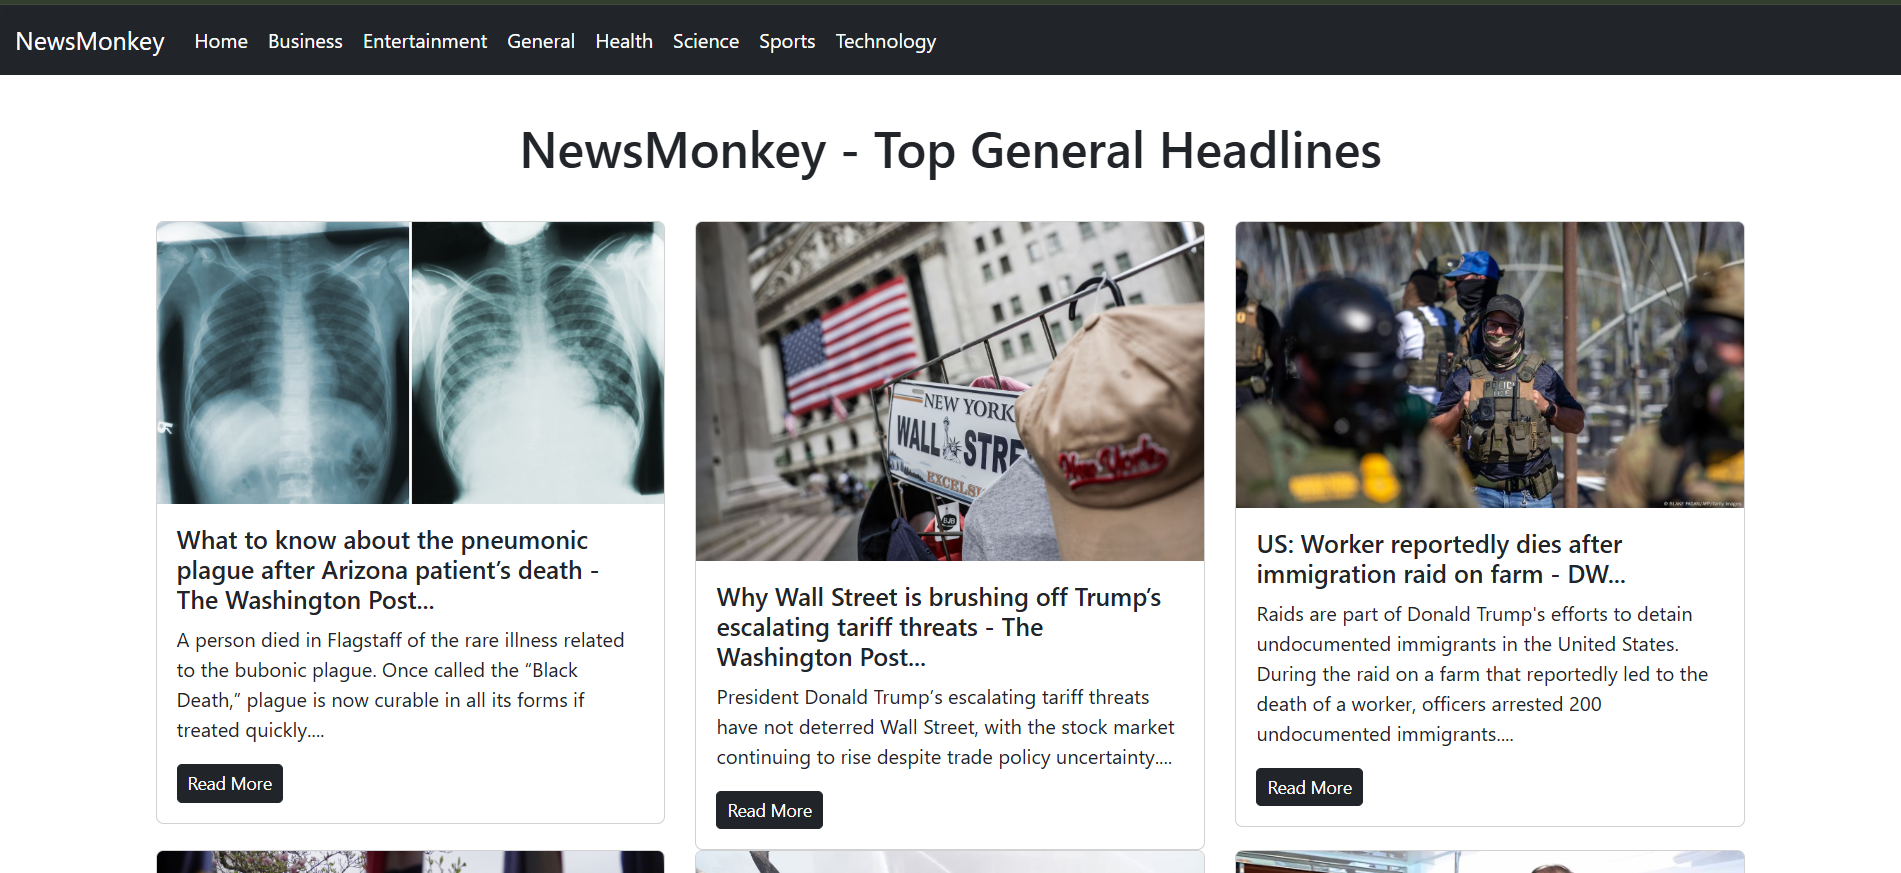 NewsMonkey Home Business Entertainment General Health Science Sports Technology
NewsMonkey - Top General Headlines
NEW YORK
WALL STRE
EXCELSI
New York
POLICE
ICE
What to know about the pneumonic
plague after Arizona patient’s death -
The Washington Post...
A person died in Flagstaff of the rare illness related
to the bubonic plague. Once called the “Black
Death,” plague is now curable in all its forms if
treated quickly....
Read More
Why Wall Street is brushing off Trump’s
escalating tariff threats - The
Washington Post...
President Donald Trump’s escalating tariff threats
have not deterred Wall Street, with the stock market
continuing to rise despite trade policy uncertainty....
Read More
US: Worker reportedly dies after
immigration raid on farm - DW...
Raids are part of Donald Trump's efforts to detain
undocumented immigrants in the United States.
During the raid on a farm that reportedly led to the
death of a worker, officers arrested 200
undocumented immigrants....
Read More